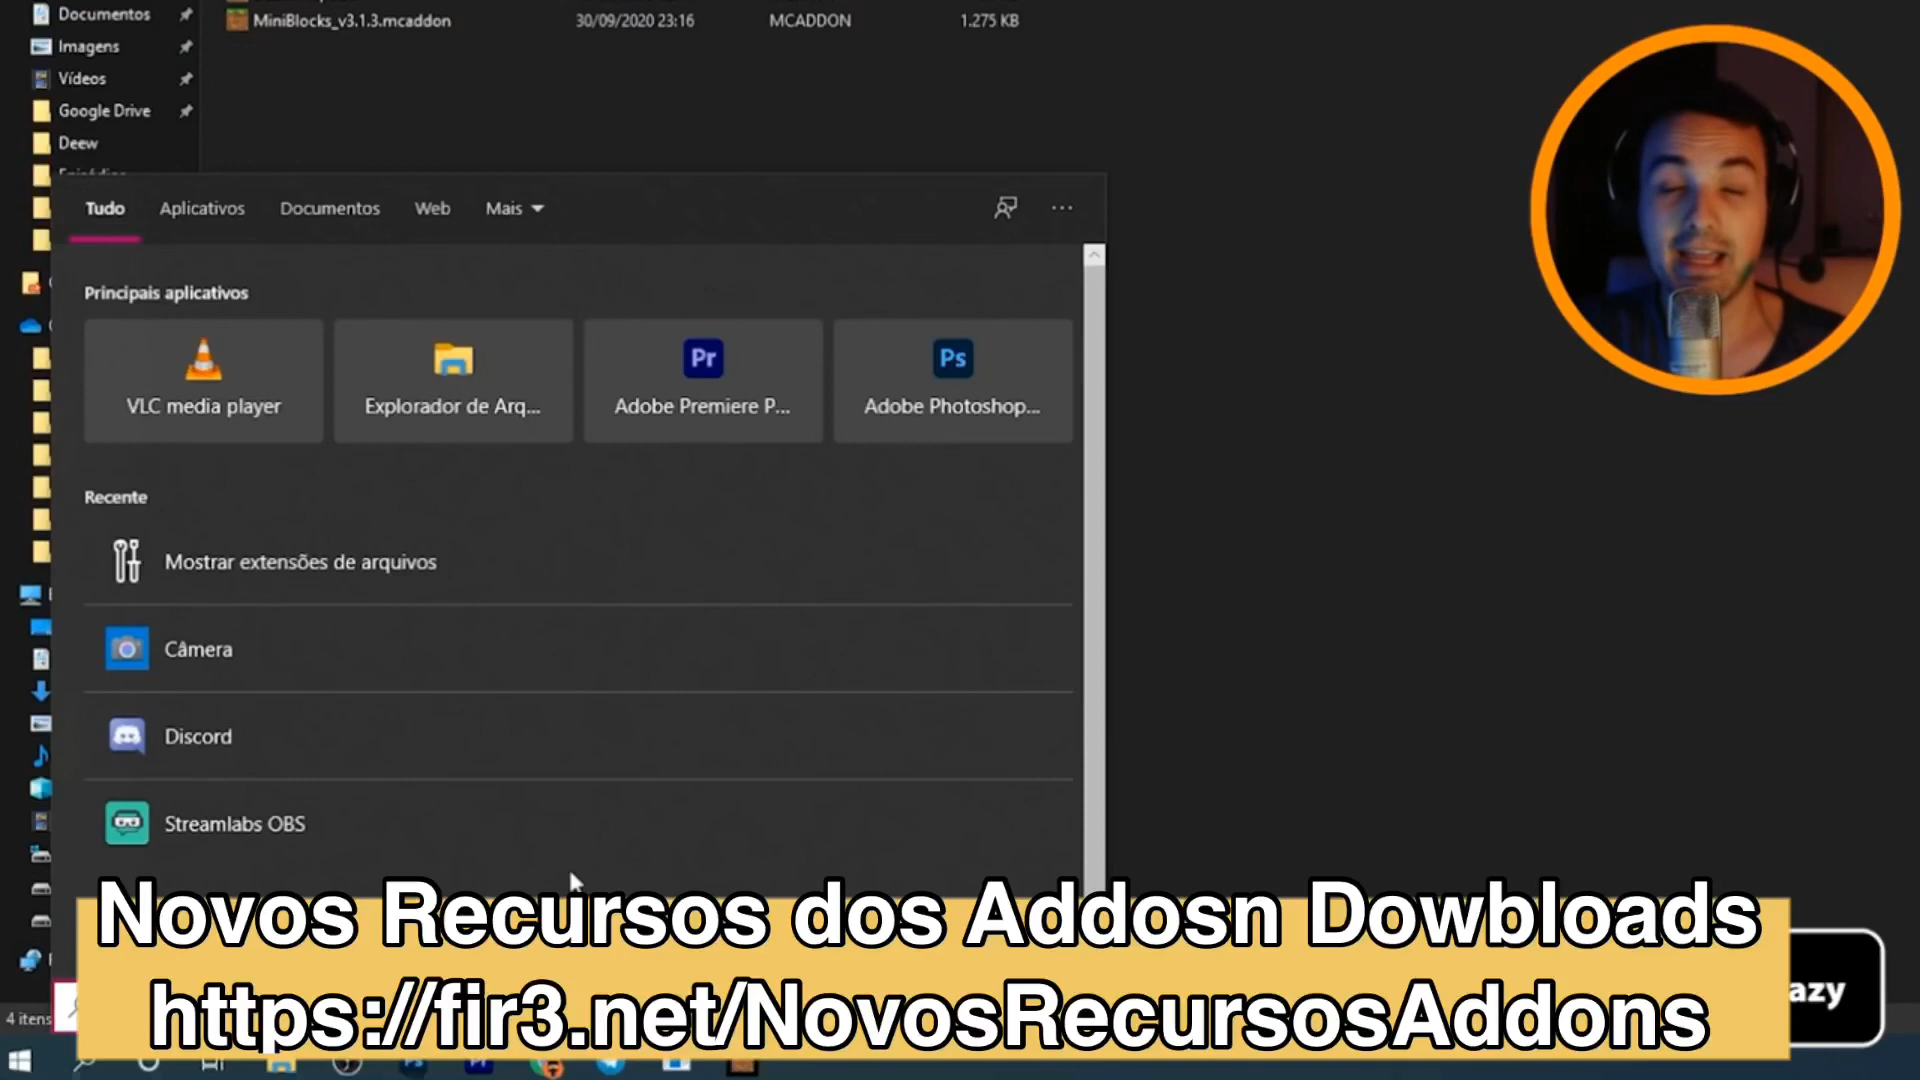 Documentos
MiniBlocks_v3.1.3.mcaddon 30/09/2020 23:16 MCADDON 1.275 KB
Imagens
Vídeos
Google Drive
Deew
Tudo Aplicativos Documentos Web Mais
Principais aplicativos
VLC media player Explorador de Arq... Adobe Premiere P... Adobe Photoshop...
Pr Ps
Recente
Mostrar extensões de arquivos
Câmera
Discord
Streamlabs OBS
Novos Recursos dos Addosn Dowbloads
https://fir3.net/NovosRecursosAddons
azy
4 itens